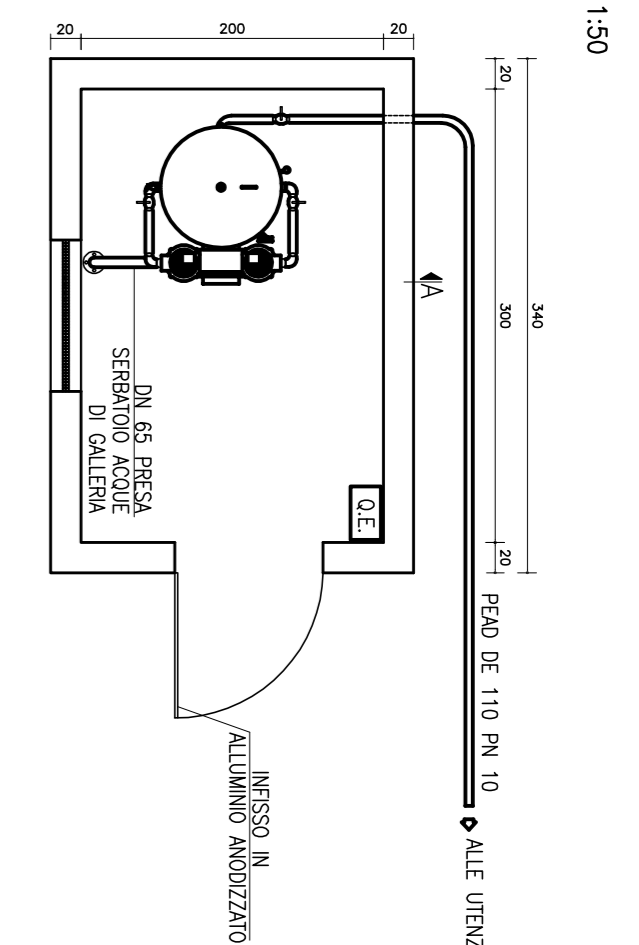 1:50
20
200
20
20
300
20
340
A
DN 65 PRESA
SERBATOIO ACQUE
DI GALLERIA
Q.E.
PEAD DE 110 PN 10
INFISSO IN
ALLUMINIO ANODIZZATO
ALLE UTENZ